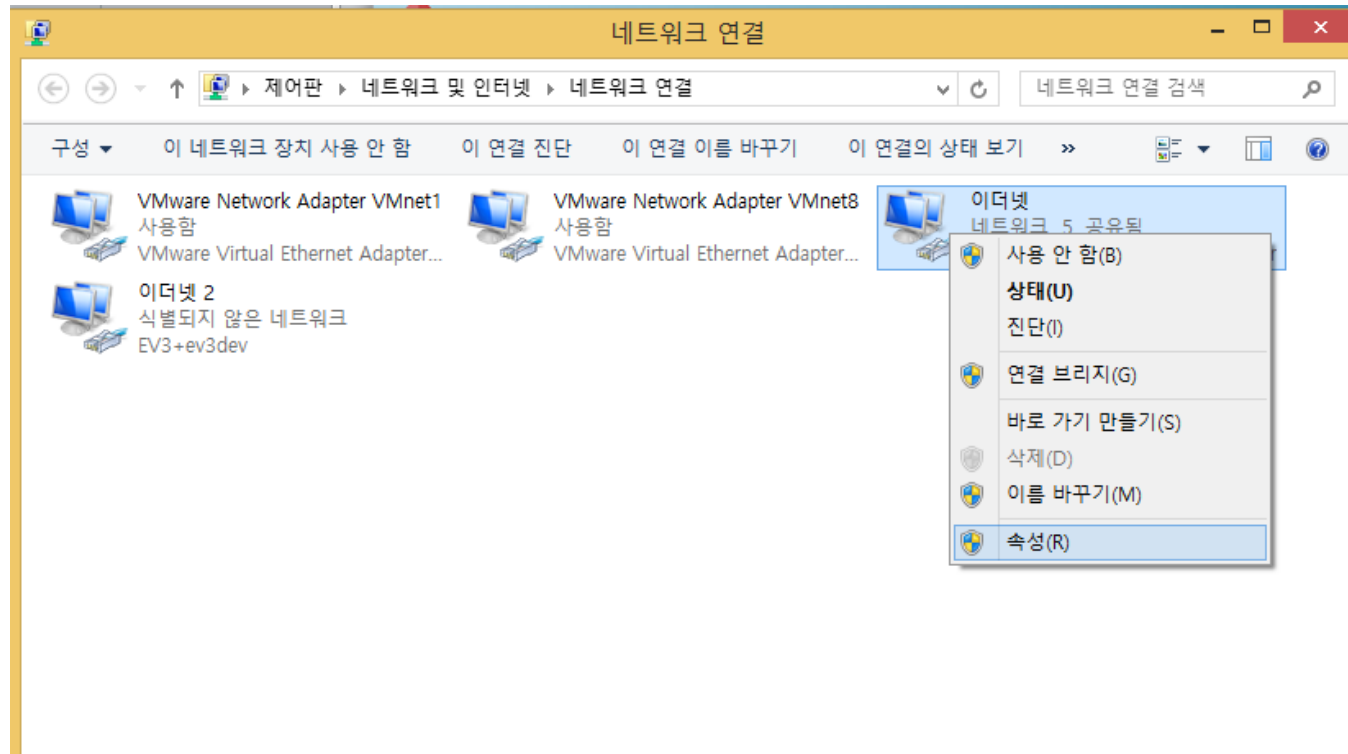 네트워크 연결
제어판 네트워크 및 인터넷 네트워크 연결
네트워크 연결 검색
구성 이 네트워크 장치 사용 안 함 이 연결 진단 이 연결 이름 바꾸기 이 연결의 상태 보기 »
VMware Network Adapter VMnet1
사용함
VMware Virtual Ethernet Adapter...
VMware Network Adapter VMnet8
사용함
VMware Virtual Ethernet Adapter...
이더넷
네트워크 5 공유됨
이더넷 2
식별되지 않은 네트워크
EV3+ev3dev
사용 안 함(B)
상태(U)
진단(I)
연결 브리지(G)
바로 가기 만들기(S)
삭제(D)
이름 바꾸기(M)
속성(R)